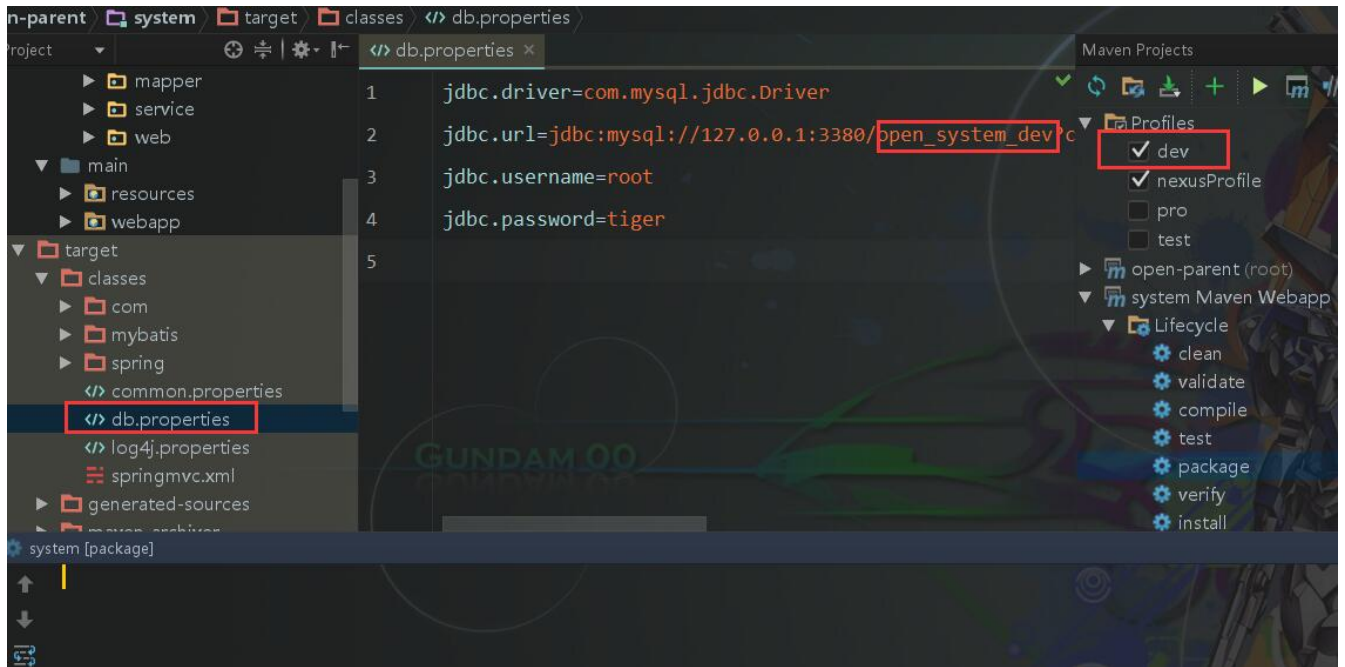 n-parent system target classes db.properties
Project
db.properties
Maven Projects
mapper
service
web
main
resources
webapp
target
classes
com
mybatis
spring
common.properties
db.properties
log4j.properties
springmvc.xml
generated-sources
maven-archiver
1 jdbc.driver=com.mysql.jdbc.Driver
2 jdbc.url=jdbc:mysql://127.0.0.1:3380/open_system_dev?c
3 jdbc.username=root
4 jdbc.password=tiger
5
GUNDAM OO
Profiles
dev
nexusProfile
pro
test
open-parent (root)
system Maven Webapp
Lifecycle
clean
validate
compile
test
package
verify
install
system [package]